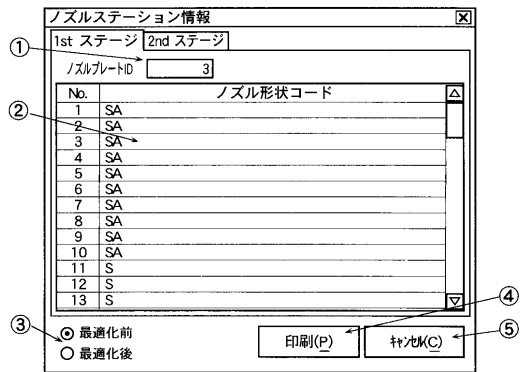 ノズルステーション情報
1st ステージ 2nd ステージ
①
ノズルプレートID 3
No. ノズル形状コード
②
1 SA
2 SA
3 SA
4 SA
5 SA
6 SA
7 SA
8 SA
9 SA
10 SA
11 S
12 S
13 S
③
最適化前
最適化後
印刷(P)
④
キャンセル(C)
⑤